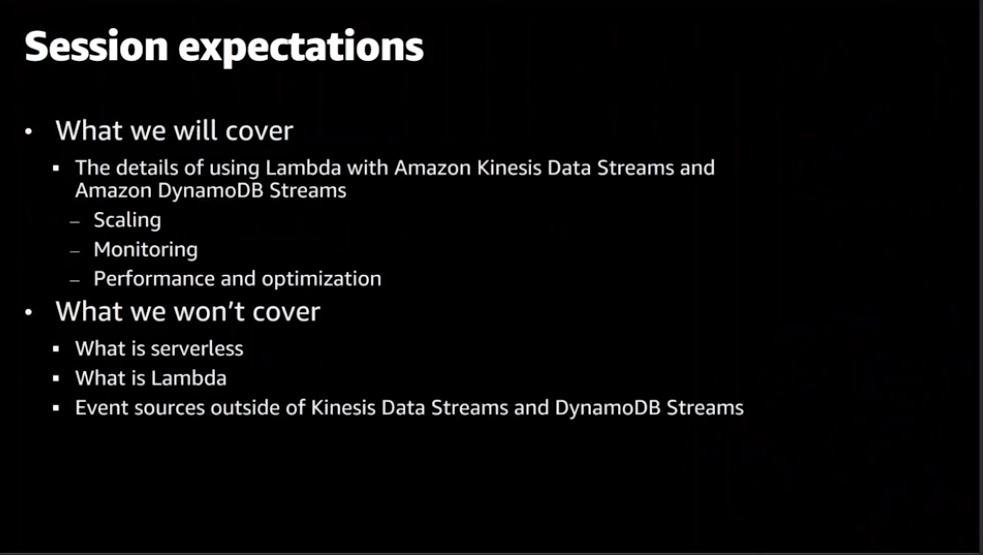 Session expectations
• What we will cover
▪ The details of using Lambda with Amazon Kinesis Data Streams and
Amazon DynamoDB Streams
– Scaling
– Monitoring
– Performance and optimization
• What we won’t cover
▪ What is serverless
▪ What is Lambda
▪ Event sources outside of Kinesis Data Streams and DynamoDB Streams